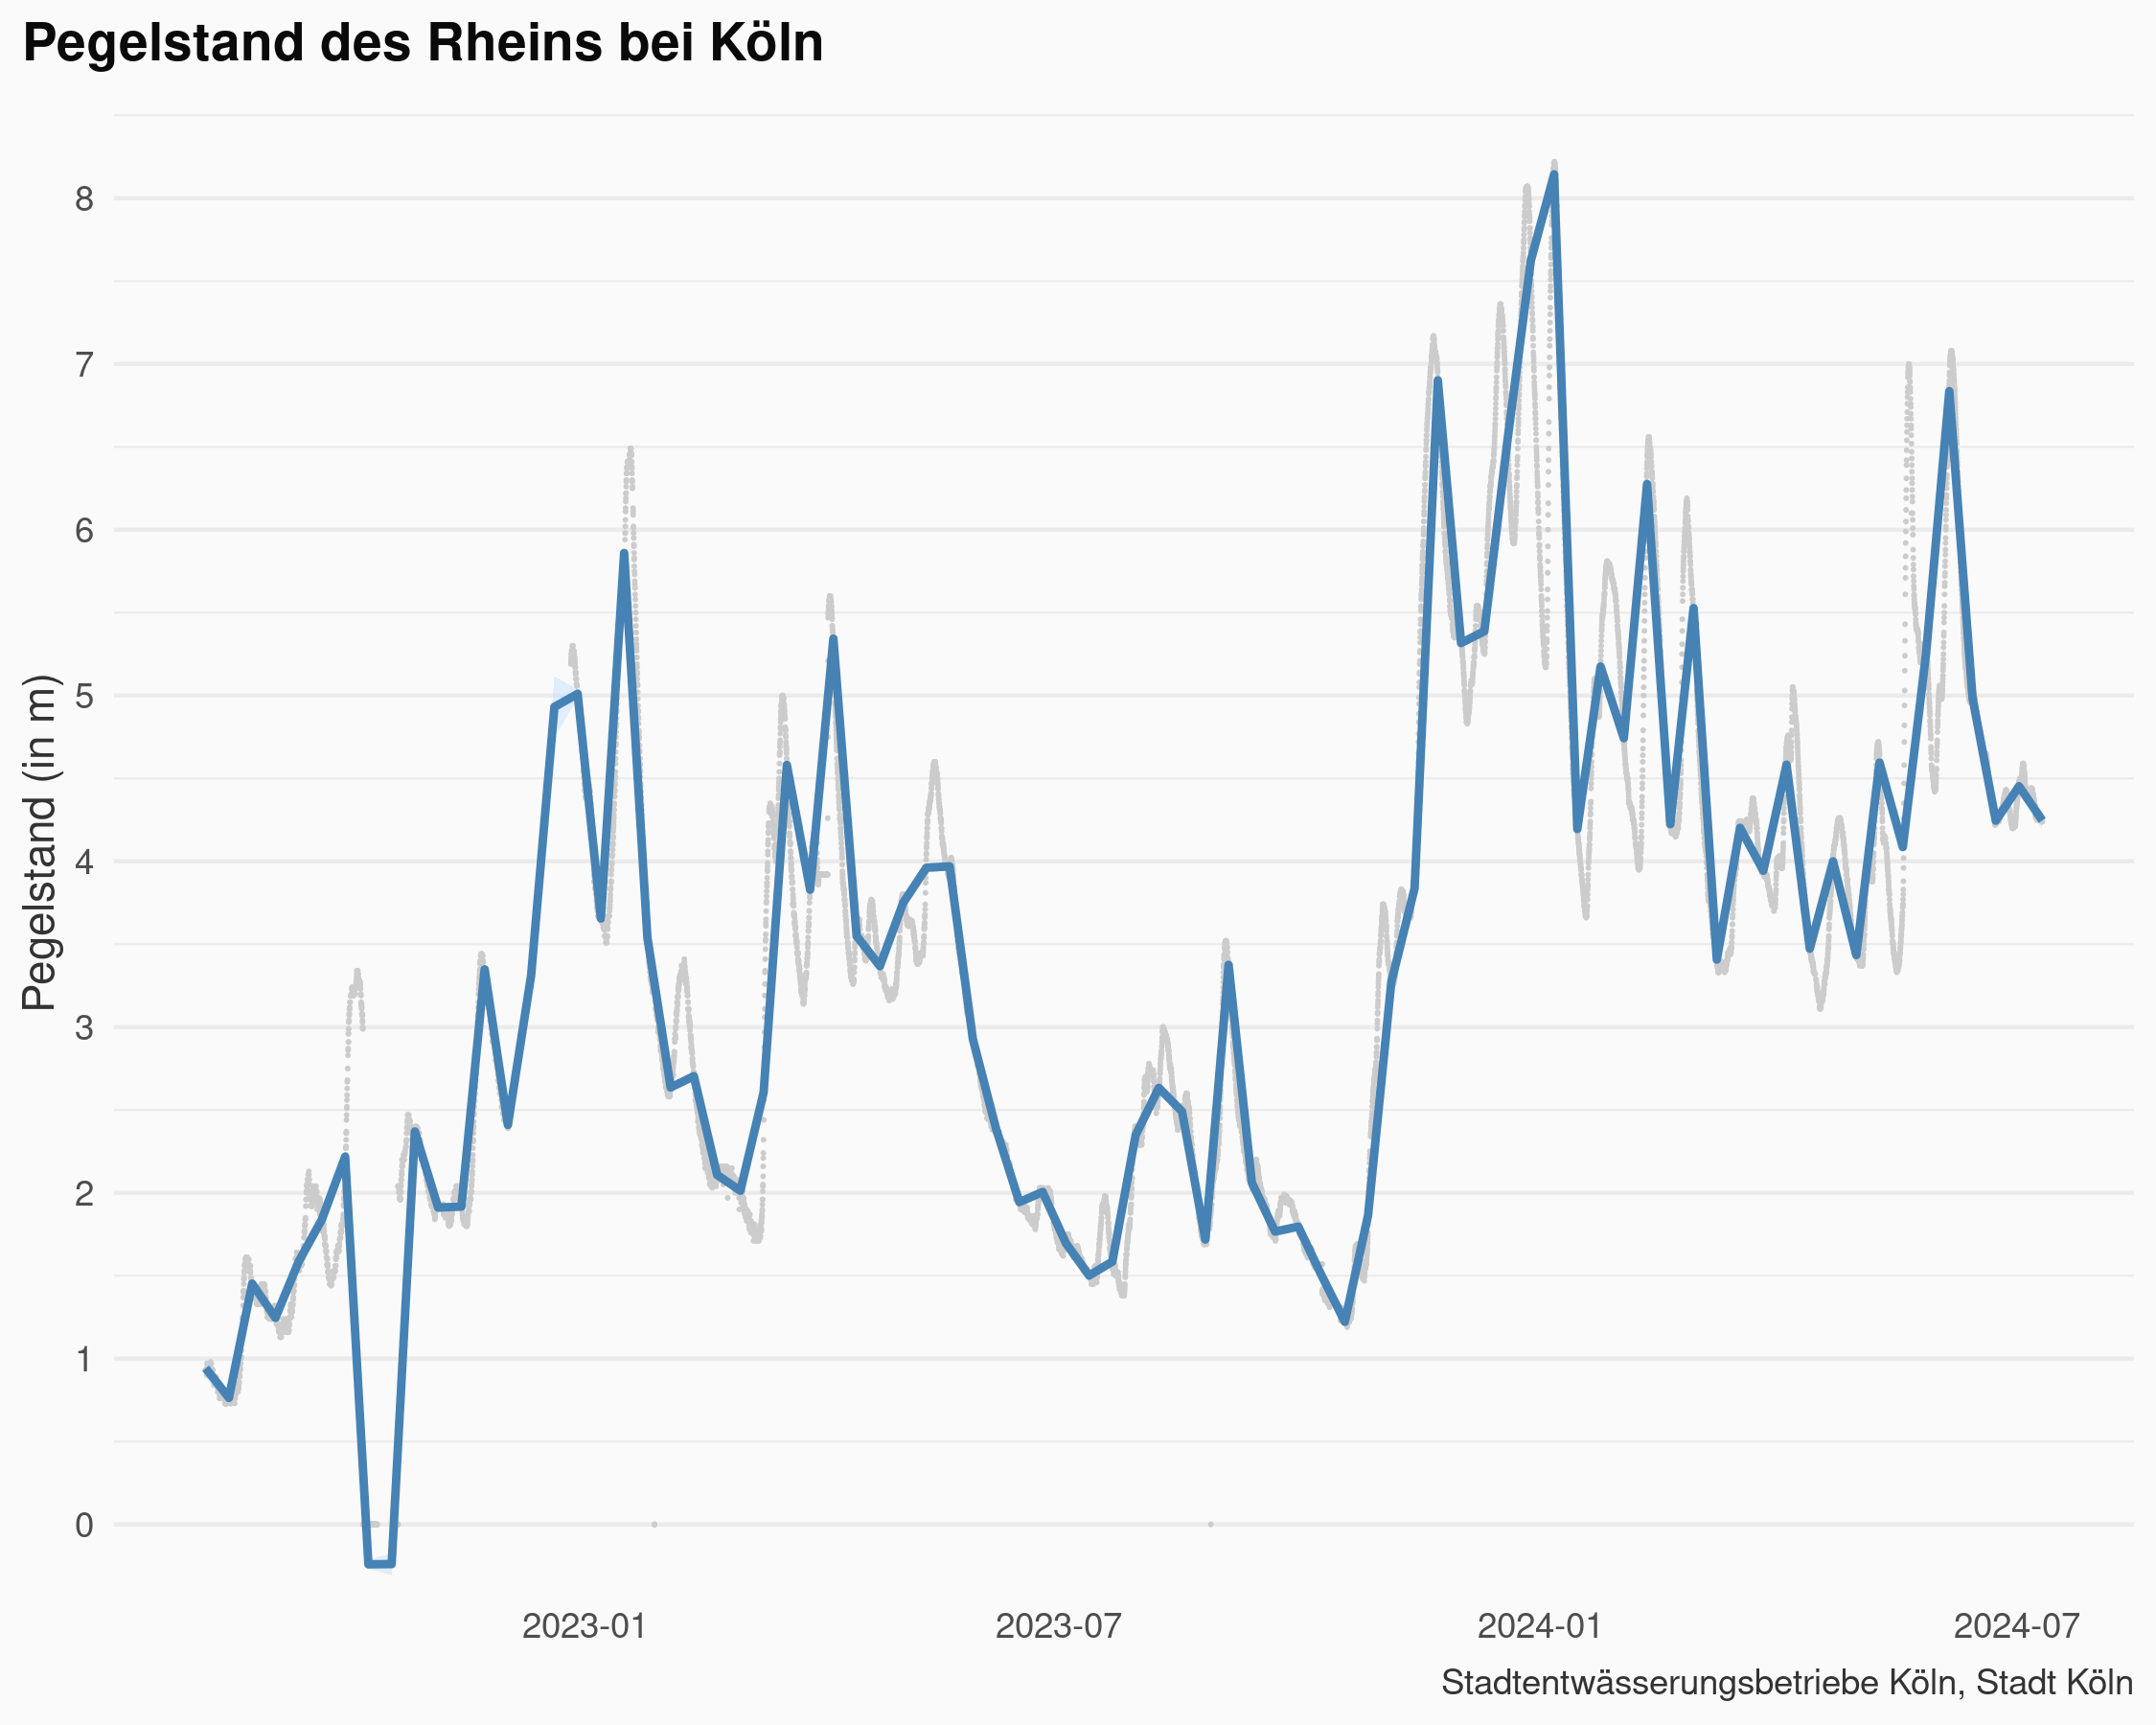 Pegelstand des Rheins bei Köln
Pegelstand (in m)
8
7
6
5
4
3
2
1
0
2023-01 2023-07 2024-01 2024-07
Stadtentwässerungsbetriebe Köln, Stadt Köln